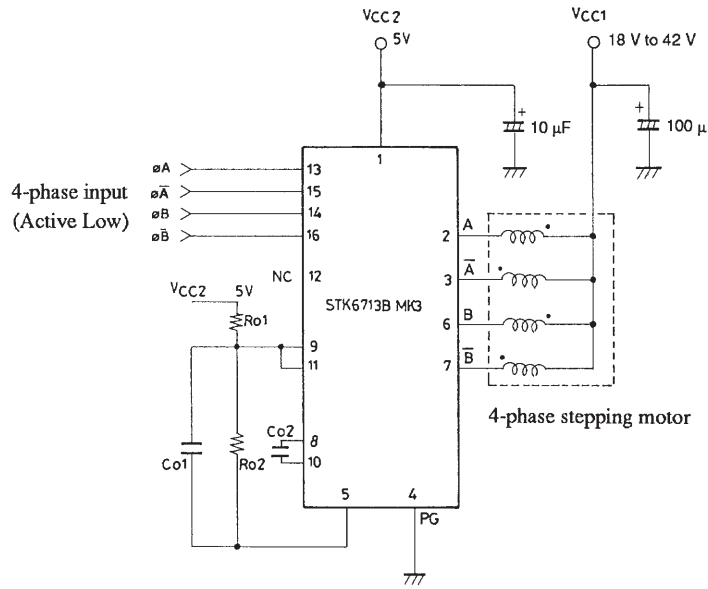 VCC2
5V
VCC1
18 V to 42 V
+
10 µF
+
100 µ
1
4-phase input
(Active Low)
øA
øA̅
øB
øB̅
13
15
14
16
NC 12
VCC2 5V
Ro1
STK6713B MK3
2 A
3 A̅
6 B
7 B̅
9
11
4-phase stepping motor
Co1
Ro2
Co2
8
10
5
4
PG